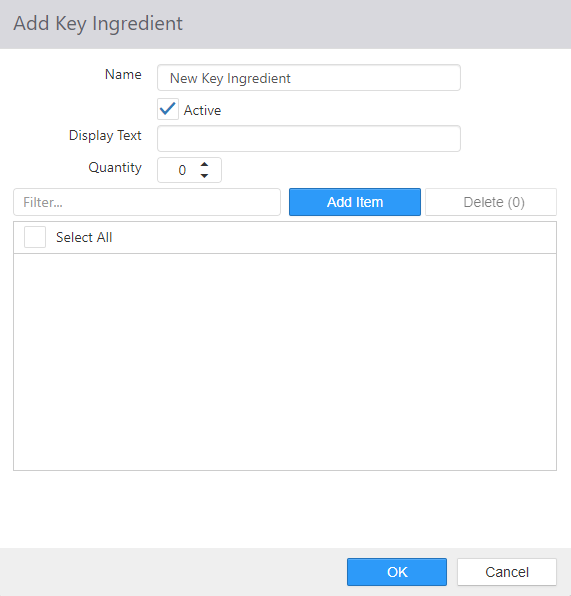 Add Key Ingredient
Name New Key Ingredient
Active
Display Text
Quantity 0
Filter... Add Item Delete (0)
Select All
OK Cancel